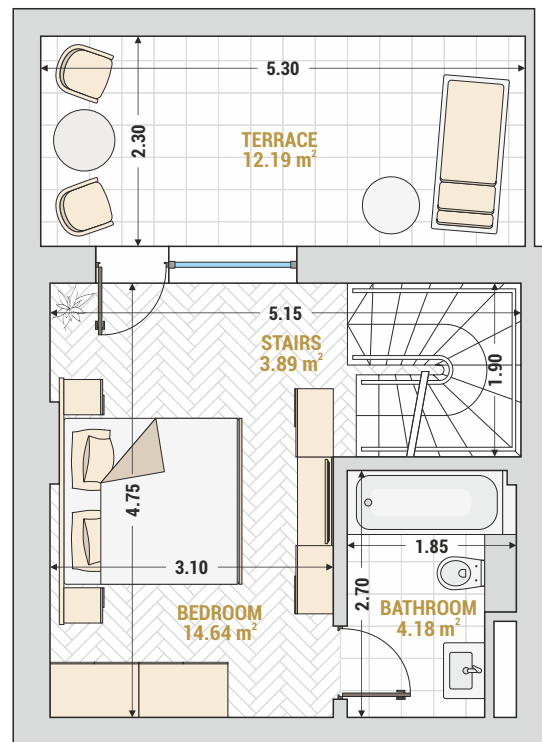 5.30
2.30
TERRACE
12.19 m²
5.15
STAIRS
3.89 m²
1.90
4.75
3.10
1.85
2.70
BEDROOM
14.64 m²
BATHROOM
4.18 m²